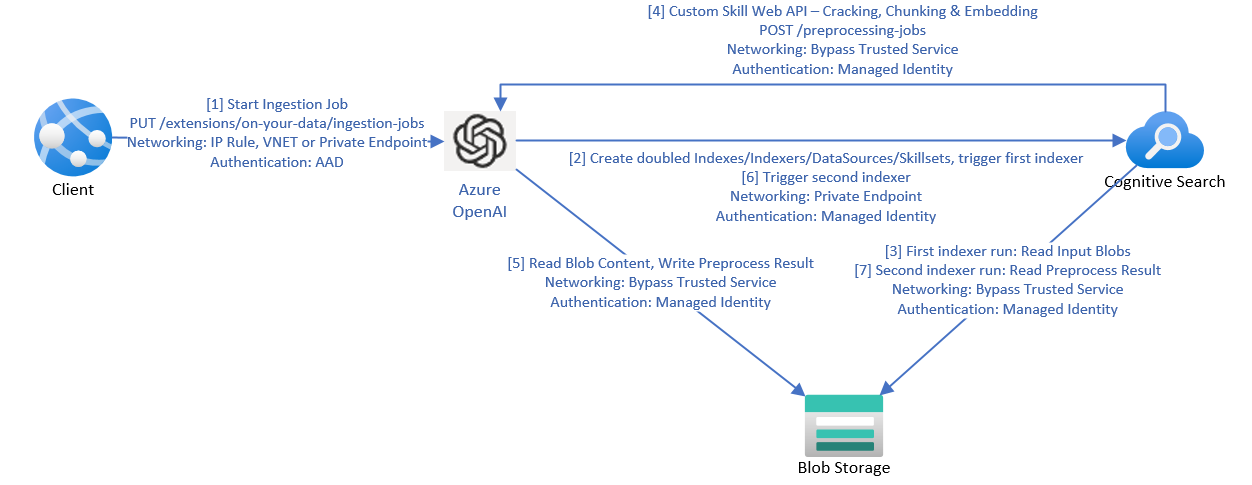 [4] Custom Skill Web API – Cracking, Chunking & Embedding
POST /preprocessing-jobs
Networking: Bypass Trusted Service
Authentication: Managed Identity
[1] Start Ingestion Job
PUT /extensions/on-your-data/ingestion-jobs
Networking: IP Rule, VNET or Private Endpoint
Authentication: AAD
Client
Azure
OpenAI
[2] Create doubled Indexes/Indexers/DataSources/Skillsets, trigger first indexer
[6] Trigger second indexer
Networking: Private Endpoint
Authentication: Managed Identity
Cognitive Search
[5] Read Blob Content, Write Preprocess Result
Networking: Bypass Trusted Service
Authentication: Managed Identity
[3] First indexer run: Read Input Blobs
[7] Second indexer run: Read Preprocess Result
Networking: Bypass Trusted Service
Authentication: Managed Identity
Blob Storage